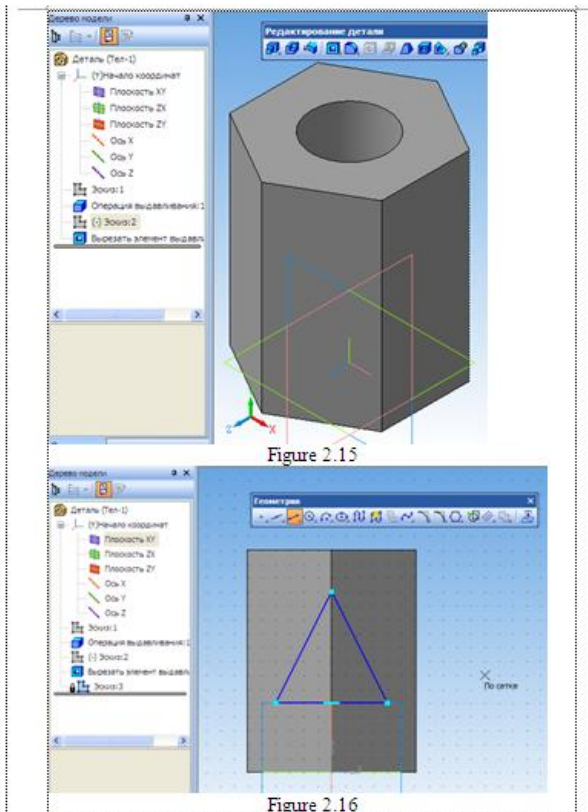 Дерево модели
Редактирование детали
Деталь (Тел-1)
(т)Начало координат
Плоскость XY
Плоскость ZX
Плоскость ZY
Ось X
Ось Y
Ось Z
Эскиз:1
Операция выдавливания:1
(-) Эскиз:2
Вырезать элемент выдавл
Z
X
Figure 2.15
Дерево модели
Геометрия
Деталь (Тел-1)
(т)Начало координат
Плоскость XY
Плоскость ZX
Плоскость ZY
Ось X
Ось Y
Ось Z
Эскиз:1
Операция выдавливания:1
(-) Эскиз:2
Вырезать элемент выдавл
Эскиз:3
По сетке
Figure 2.16